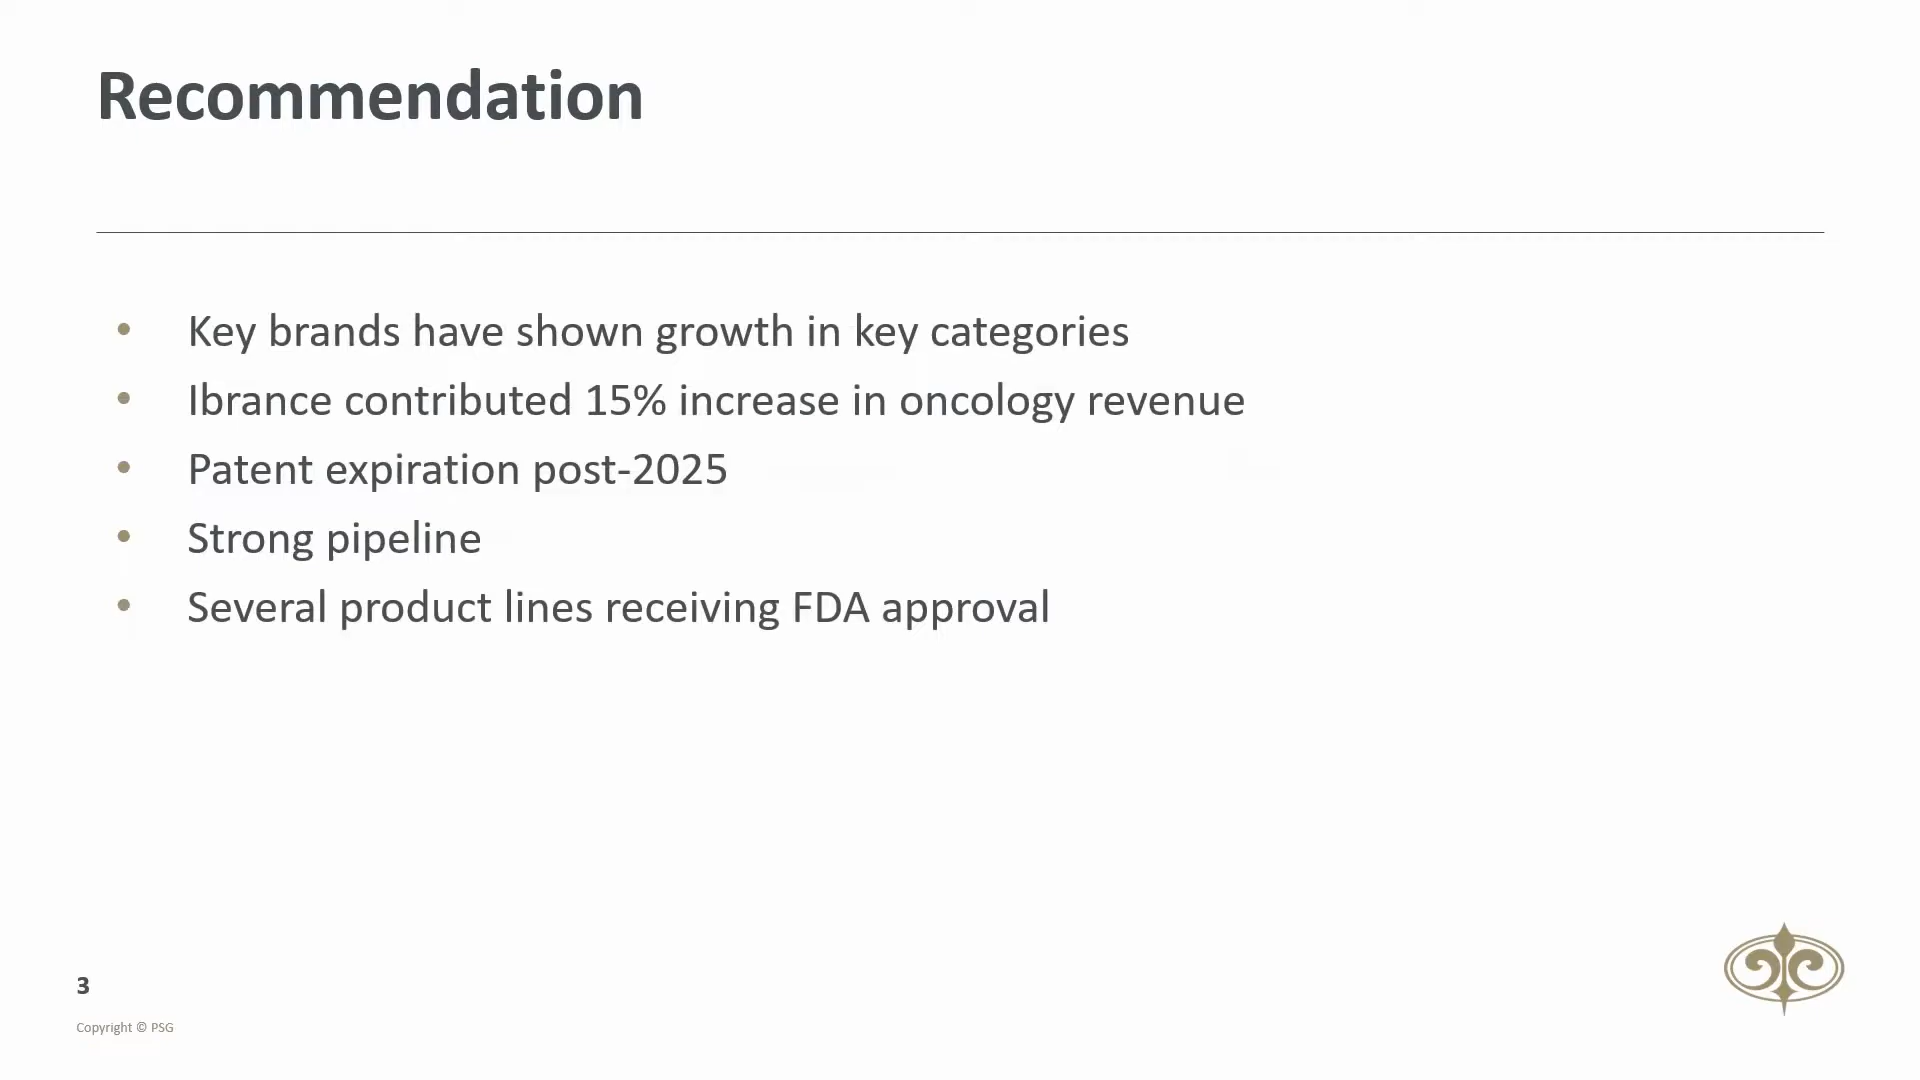 Recommendation
• Key brands have shown growth in key categories
• Ibrance contributed 15% increase in oncology revenue
• Patent expiration post-2025
• Strong pipeline
• Several product lines receiving FDA approval
3
Copyright © PSG